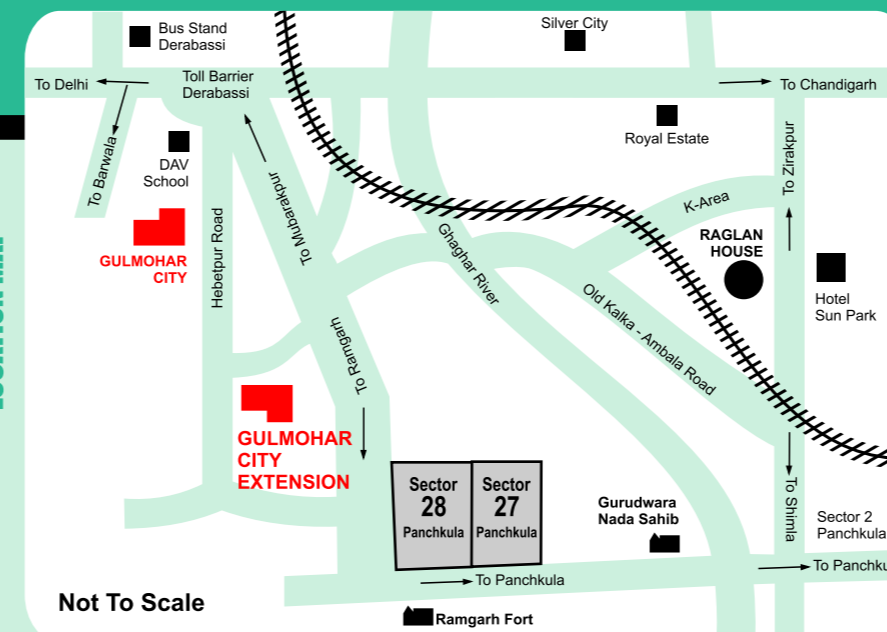 Bus Stand
Derabassi
Silver City
To Delhi
Toll Barrier
Derabassi
To Chandigarh
Royal Estate
To Barwala
DAV
School
To Zirakpur
K-Area
To Mubarakpur
RAGLAN
HOUSE
GULMOHAR
CITY
Hebetpur Road
Ghaghar River
Hotel
Sun Park
Old Kalka - Ambala Road
To Ramgarh
GULMOHAR
CITY
EXTENSION
Sector
28
Panchkula
Sector
27
Panchkula
Gurudwara
Nada Sahib
To Shimla
Sector 2
Panchkula
To Panchku
To Panchkula
Not To Scale
Ramgarh Fort